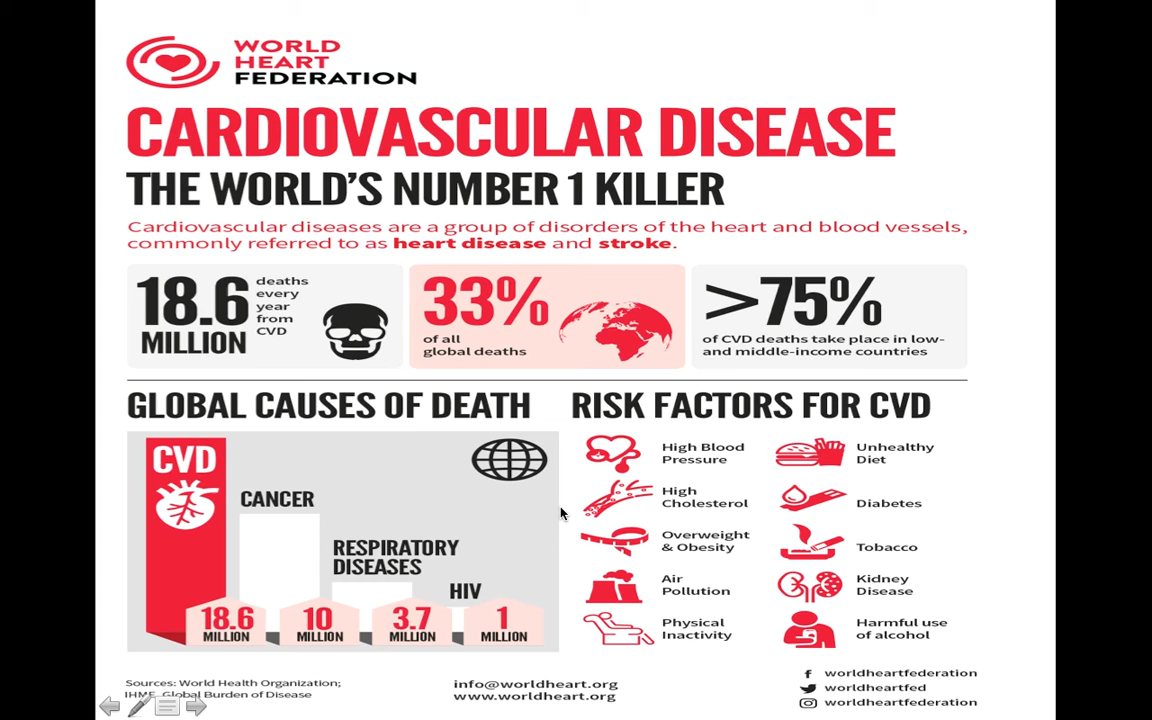 WORLD
HEART
FEDERATION
CARDIOVASCULAR DISEASE
THE WORLD'S NUMBER 1 KILLER
Cardiovascular diseases are a group of disorders of the heart and blood vessels,
commonly referred to as heart disease and stroke.
18.6
MILLION
deaths
every
year
from
CVD
33%
of all
global deaths
>75%
of CVD deaths take place in low-
and middle-income countries
GLOBAL CAUSES OF DEATH
CVD
CANCER
RESPIRATORY
DISEASES
HIV
18.6
MILLION
10
MILLION
3.7
MILLION
1
MILLION
RISK FACTORS FOR CVD
High Blood
Pressure
Unhealthy
Diet
High
Cholesterol
Diabetes
Overweight
& Obesity
Tobacco
Air
Pollution
Kidney
Disease
Physical
Inactivity
Harmful use
of alcohol
Sources: World Health Organization;
IHME, Global Burden of Disease
info@worldheart.org
www.worldheart.org
worldheartfederation
worldheartfed
worldheartfederation